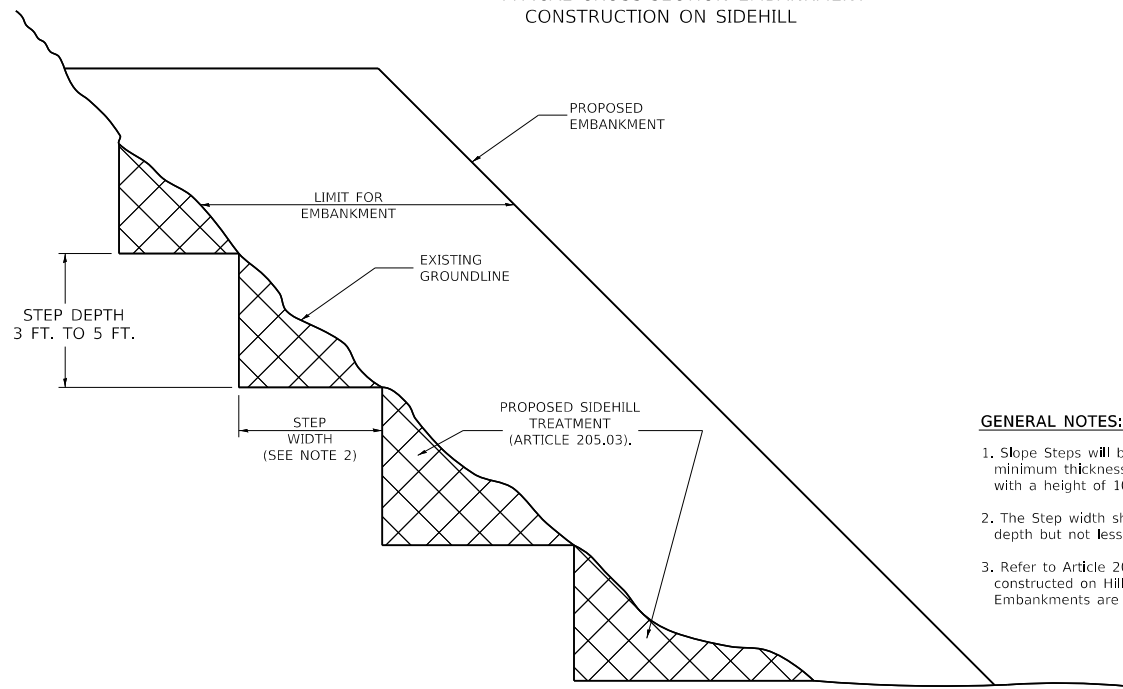 CONSTRUCTION ON SIDEHILL
PROPOSED
EMBANKMENT
LIMIT FOR
EMBANKMENT
EXISTING
GROUNDLINE
STEP DEPTH
3 FT. TO 5 FT.
STEP
WIDTH
(SEE NOTE 2)
PROPOSED SIDEHILL
TREATMENT
(ARTICLE 205.03).
GENERAL NOTES:
1. Slope Steps will b
minimum thickness
with a height of
2. The Step width sh
depth but not less
3. Refer to Article
constructed on Hill
Embankments are